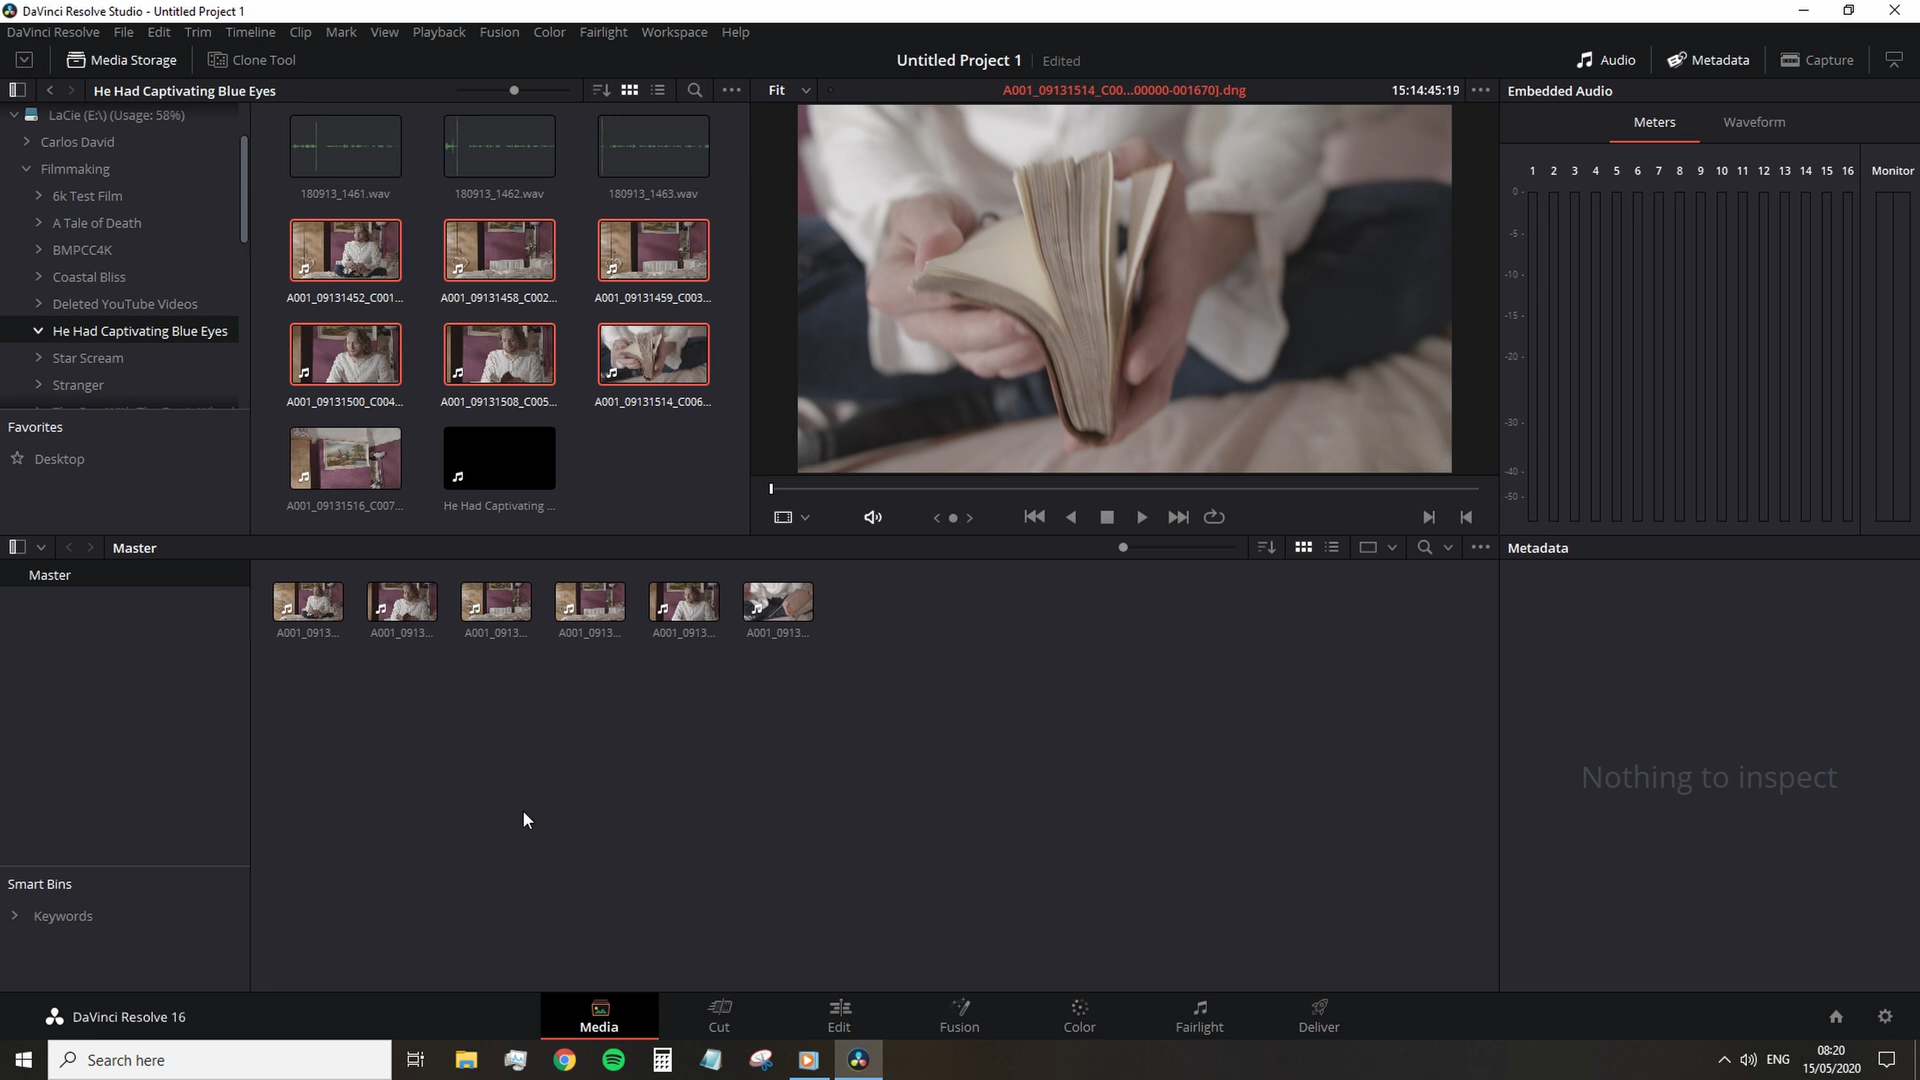 DaVinci Resolve Studio - Untitled Project 1
DaVinci Resolve File Edit Trim Timeline Clip Mark View Playback Fusion Color Fairlight Workspace Help
Media Storage Clone Tool Untitled Project 1 Edited Audio Metadata Capture
He Had Captivating Blue Eyes Fit A001_09131514_C00...00000-001670].dng 15:14:45:19 Embedded Audio
LaCie (E:\) (Usage: 58%)
Carlos David
Filmmaking
6k Test Film
A Tale of Death
BMPCC4K
Coastal Bliss
Deleted YouTube Videos
He Had Captivating Blue Eyes
Star Scream
Stranger
Favorites
Desktop
180913_1461.wav 180913_1462.wav 180913_1463.wav
A001_09131452_C001... A001_09131458_C002... A001_09131459_C003...
A001_09131500_C004... A001_09131508_C005... A001_09131514_C006...
A001_09131516_C007... He Had Captivating ...
Meters Waveform
1 2 3 4 5 6 7 8 9 10 11 12 13 14 15 16 Monitor
0 -
-5 -
-10 -
-15 -
-20 -
-30 -
-40 -
-50 -
Master Metadata
Master
A001_0913... A001_0913... A001_0913... A001_0913... A001_0913... A001_0913...
Nothing to inspect
Smart Bins
Keywords
DaVinci Resolve 16
Media Cut Edit Fusion Color Fairlight Deliver
Search here
ENG
08:20
15/05/2020